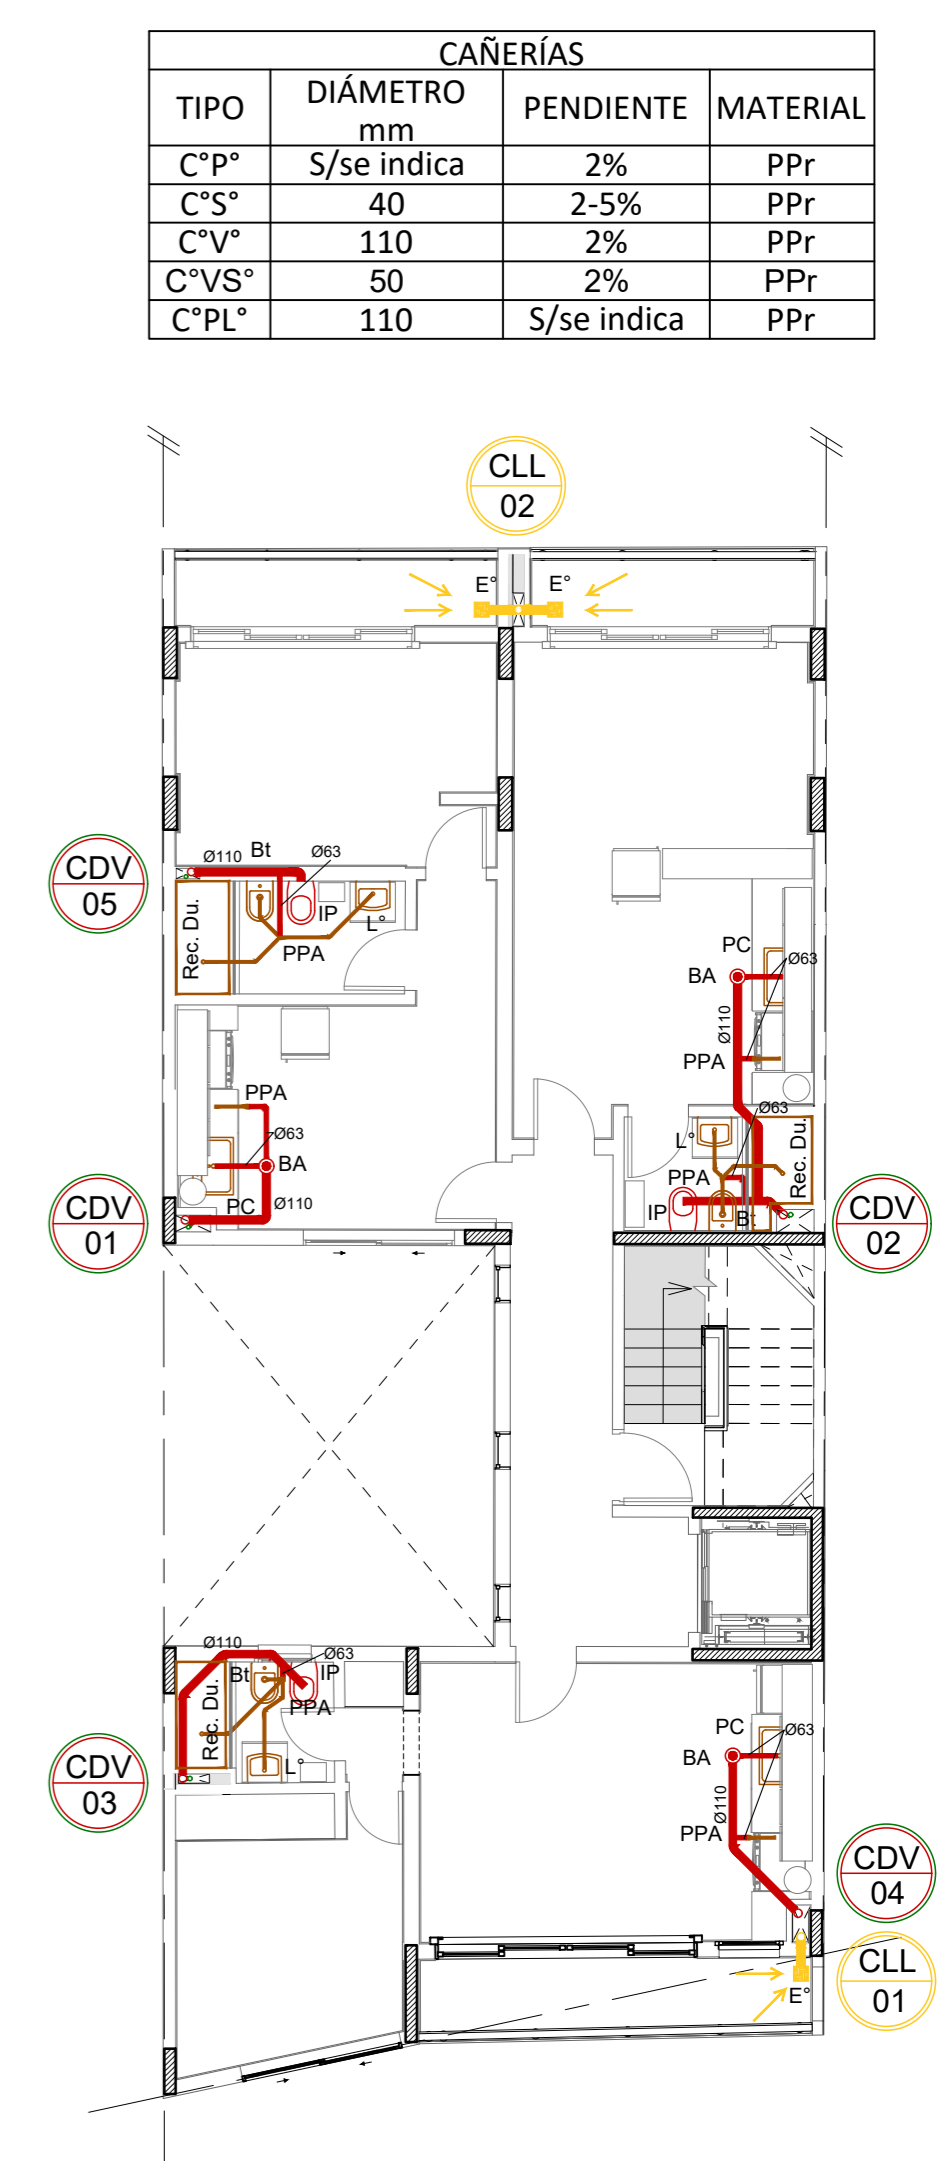 CAÑERÍAS
TIPO DIÁMETRO mm PENDIENTE MATERIAL
C°P° S/se indica 2% PPr
C°S° 40 2-5% PPr
C°V° 110 2% PPr
C°VS° 50 2% PPr
C°PL° 110 S/se indica PPr
CLL
02
E° E°
CDV
05
Ø110 Bt Ø63
IP
L°
PPA
Rec. Du.
PC
Ø63
BA
Ø110
PPA
Ø63
L°
PPA
Rec. Du.
IP
Bt
CDV
02
PPA
Ø63
BA
PC Ø110
CDV
01
Ø110
Ø63
Bt
IP
PPA
Rec. Du.
L°
CDV
03
PC
Ø63
BA
Ø110
PPA
CDV
04
CLL
01
E°